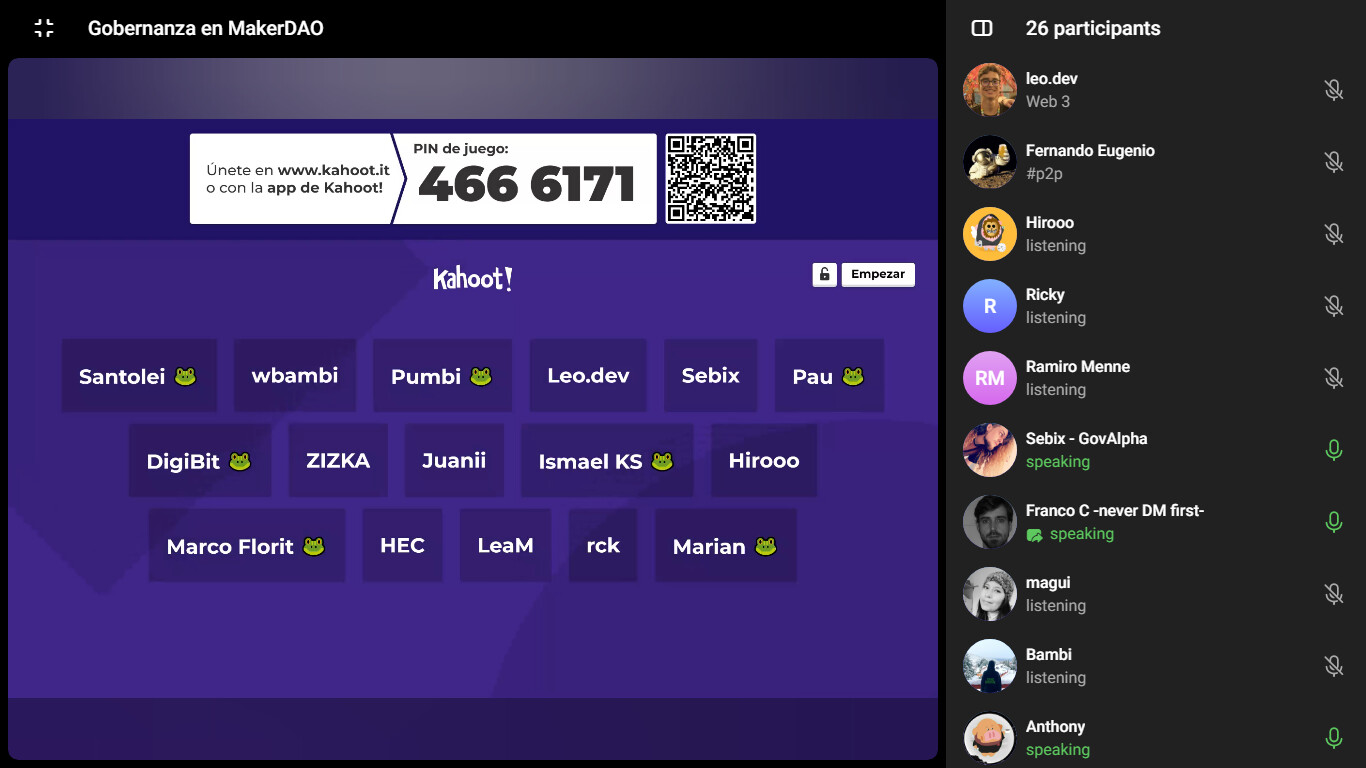 Gobernanza en MakerDAO
Únete en www.kahoot.it
o con la app de Kahoot!
PIN de juego:
466 6171
Kahoot!
Empezar
Santolei 🐸 wbambi Pumbi 🐸 Leo.dev Sebix Pau 🐸
DigiBit 🐸 ZIZKA Juanii Ismael KS 🐸 Hirooo
Marco Florit 🐸 HEC LeaM rck Marian 🐸
26 participants
leo.dev
Web 3
Fernando Eugenio
#p2p
Hirooo
listening
R
Ricky
listening
RM
Ramiro Menne
listening
Sebix - GovAlpha
speaking
Franco C -never DM first-
speaking
magui
listening
Bambi
listening
Anthony
speaking